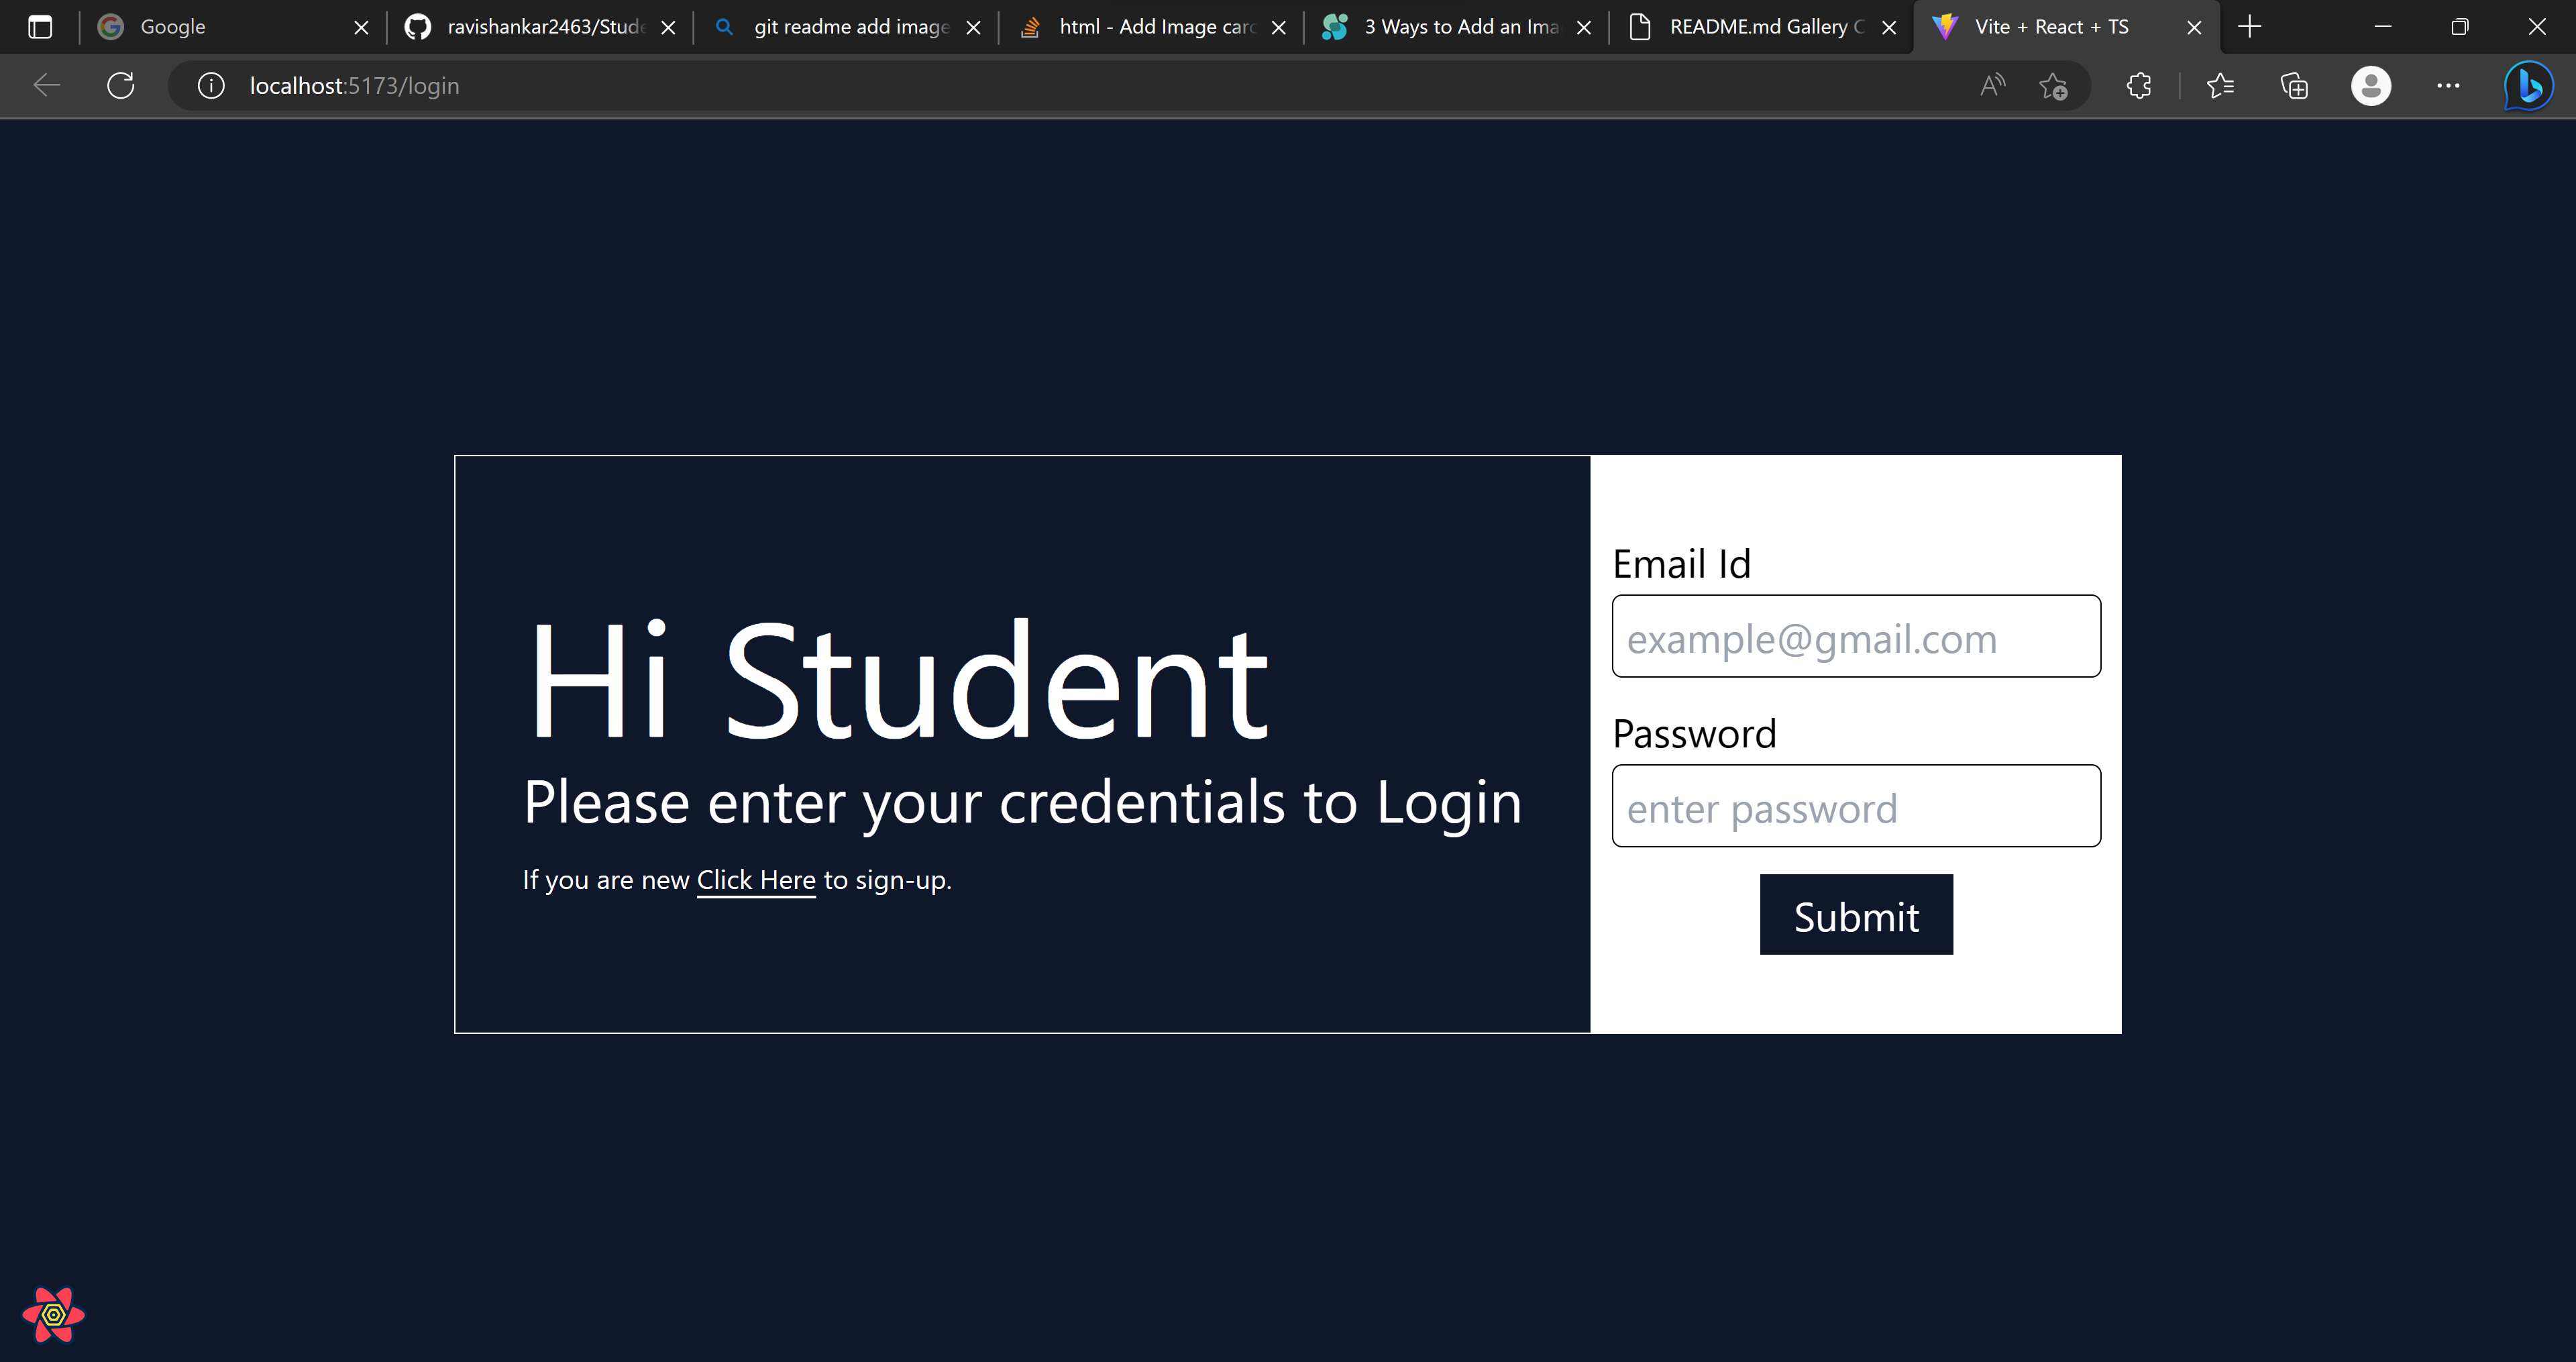 Google
ravishankar2463/Stude
git readme add image
html - Add Image carc
3 Ways to Add an Ima
README.md Gallery C
Vite + React + TS
localhost:5173/login
Hi Student
Please enter your credentials to Login
If you are new Click Here to sign-up.
Email Id
example@gmail.com
Password
enter password
Submit